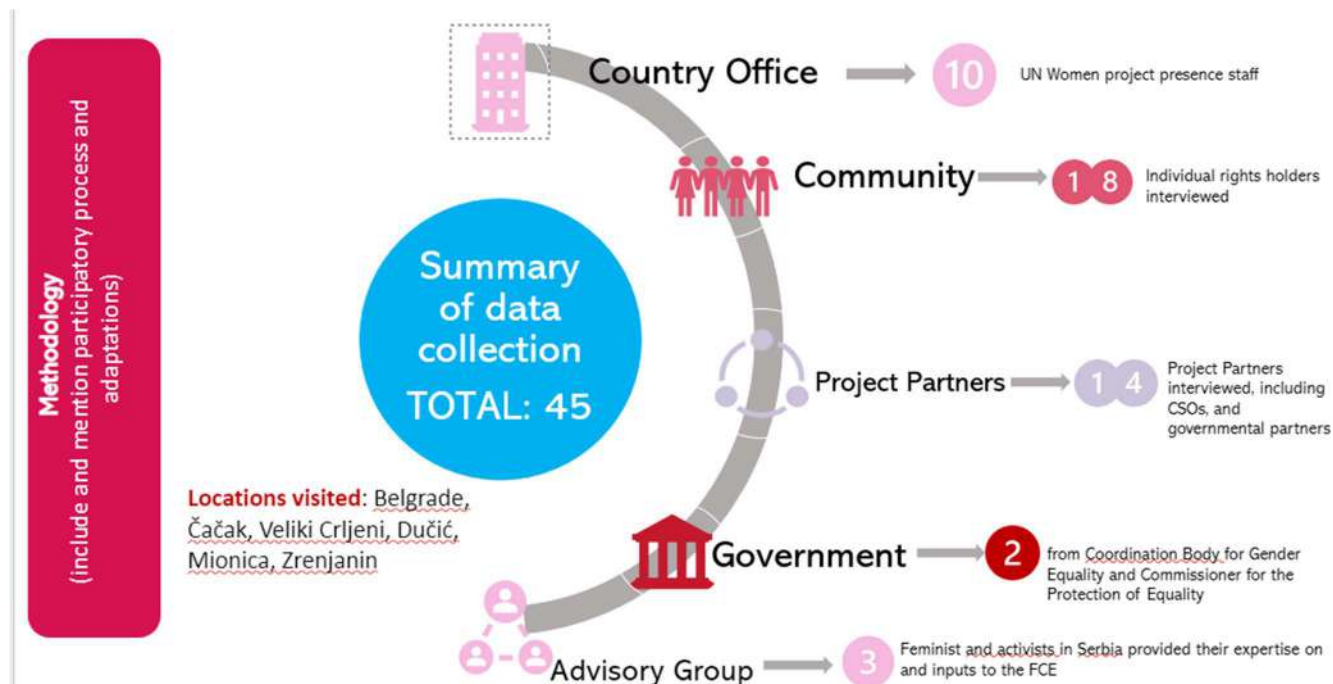 Methodology
(include and mention participatory process and
adaptations)
Country Office
10
UN Women project presence staff
Community
1 8
Individual rights holders
interviewed
Summary
of data
collection
TOTAL: 45
Project Partners
1 4
Project Partners
interviewed, including
CSOs, and
governmental partners
Locations visited: Belgrade,
Čačak, Veliki Crljeni, Dučić,
Mionica, Zrenjanin
Government
2
from Coordination Body for Gender
Equality and Commissioner for the
Protection of Equality
Advisory Group
3
Feminist and activists in Serbia provided their expertise on
and inputs to the FCE